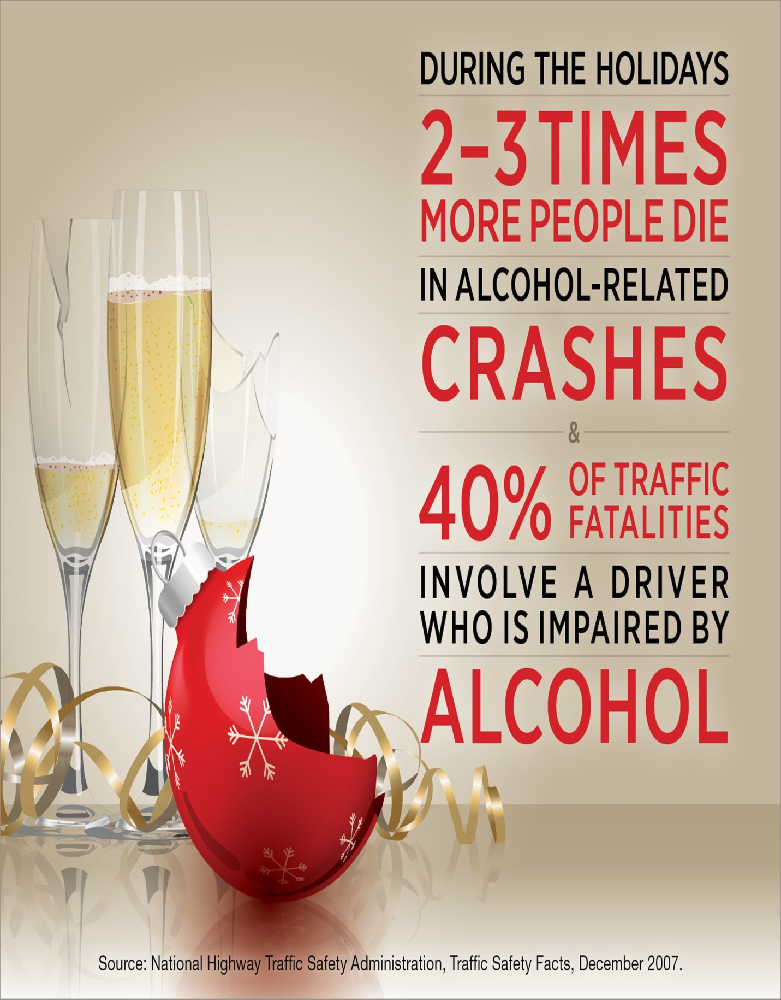 DURING THE HOLIDAYS
2–3 TIMES
MORE PEOPLE DIE
IN ALCOHOL-RELATED
CRASHES
&
40% OF TRAFFIC
FATALITIES
INVOLVE A DRIVER
WHO IS IMPAIRED BY
ALCOHOL
Source: National Highway Traffic Safety Administration, Traffic Safety Facts, December 2007.